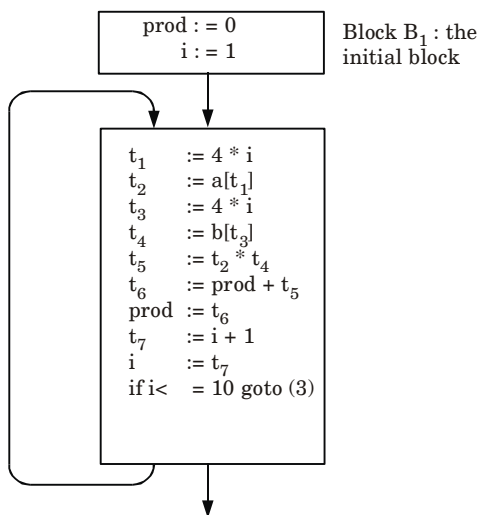 prod : = 0
i : = 1
Block B1 : the
initial block
t1 := 4 * i
t2 := a[t1]
t3 := 4 * i
t4 := b[t3]
t5 := t2 * t4
t6 := prod + t5
prod := t6
t7 := i + 1
i := t7
if i< = 10 goto (3)